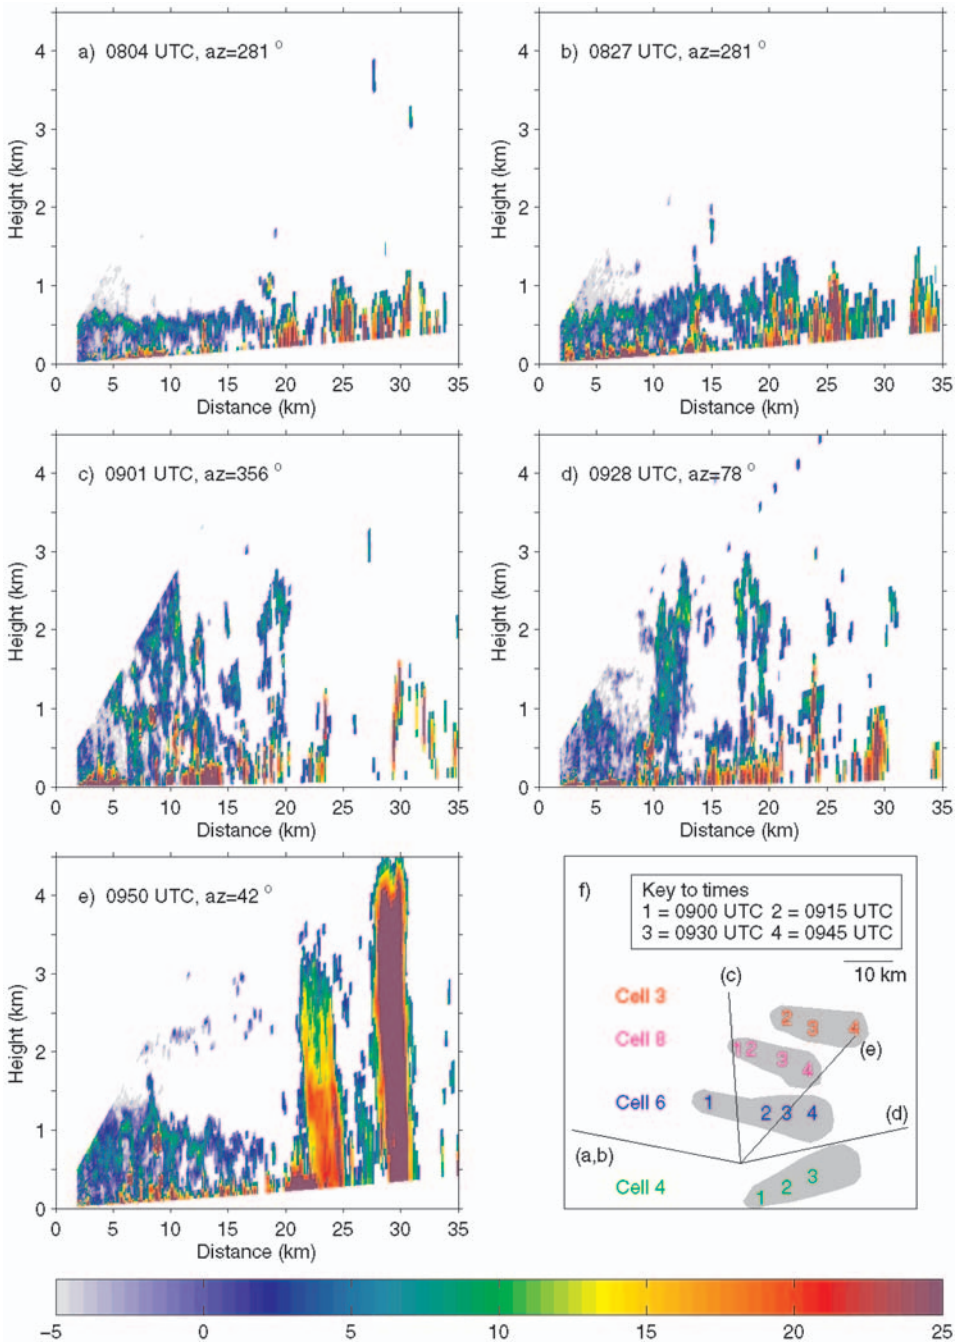 a) 0804 UTC, az=281 °
4
3
2
1
0
Height (km)
0 5 10 15 20 25 30 35
Distance (km)
b) 0827 UTC, az=281 °
4
3
2
1
0
Height (km)
0 5 10 15 20 25 30 35
Distance (km)
c) 0901 UTC, az=356 °
4
3
2
1
0
Height (km)
0 5 10 15 20 25 30 35
Distance (km)
d) 0928 UTC, az=78 °
4
3
2
1
0
Height (km)
0 5 10 15 20 25 30 35
Distance (km)
e) 0950 UTC, az=42 °
4
3
2
1
0
Height (km)
0 5 10 15 20 25 30 35
Distance (km)
f)
Key to times
1 = 0900 UTC 2 = 0915 UTC
3 = 0930 UTC 4 = 0945 UTC
10 km
(c)
Cell 3
2 3 4
Cell 8
1 2 3 4
(e)
Cell 6
1 2 3 4
(d)
(a,b)
Cell 4
1 2 3
−5 0 5 10 15 20 25